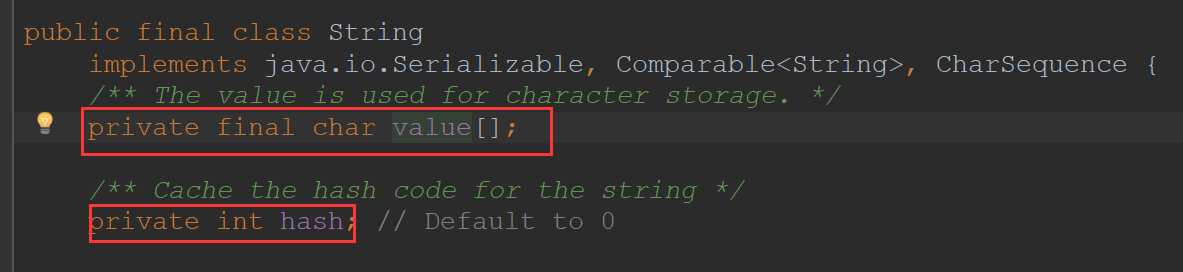 public final class String
implements java.io.Serializable, Comparable<String>, CharSequence {
/** The value is used for character storage. */
private final char value[];
/** Cache the hash code for the string */
private int hash; // Default to 0